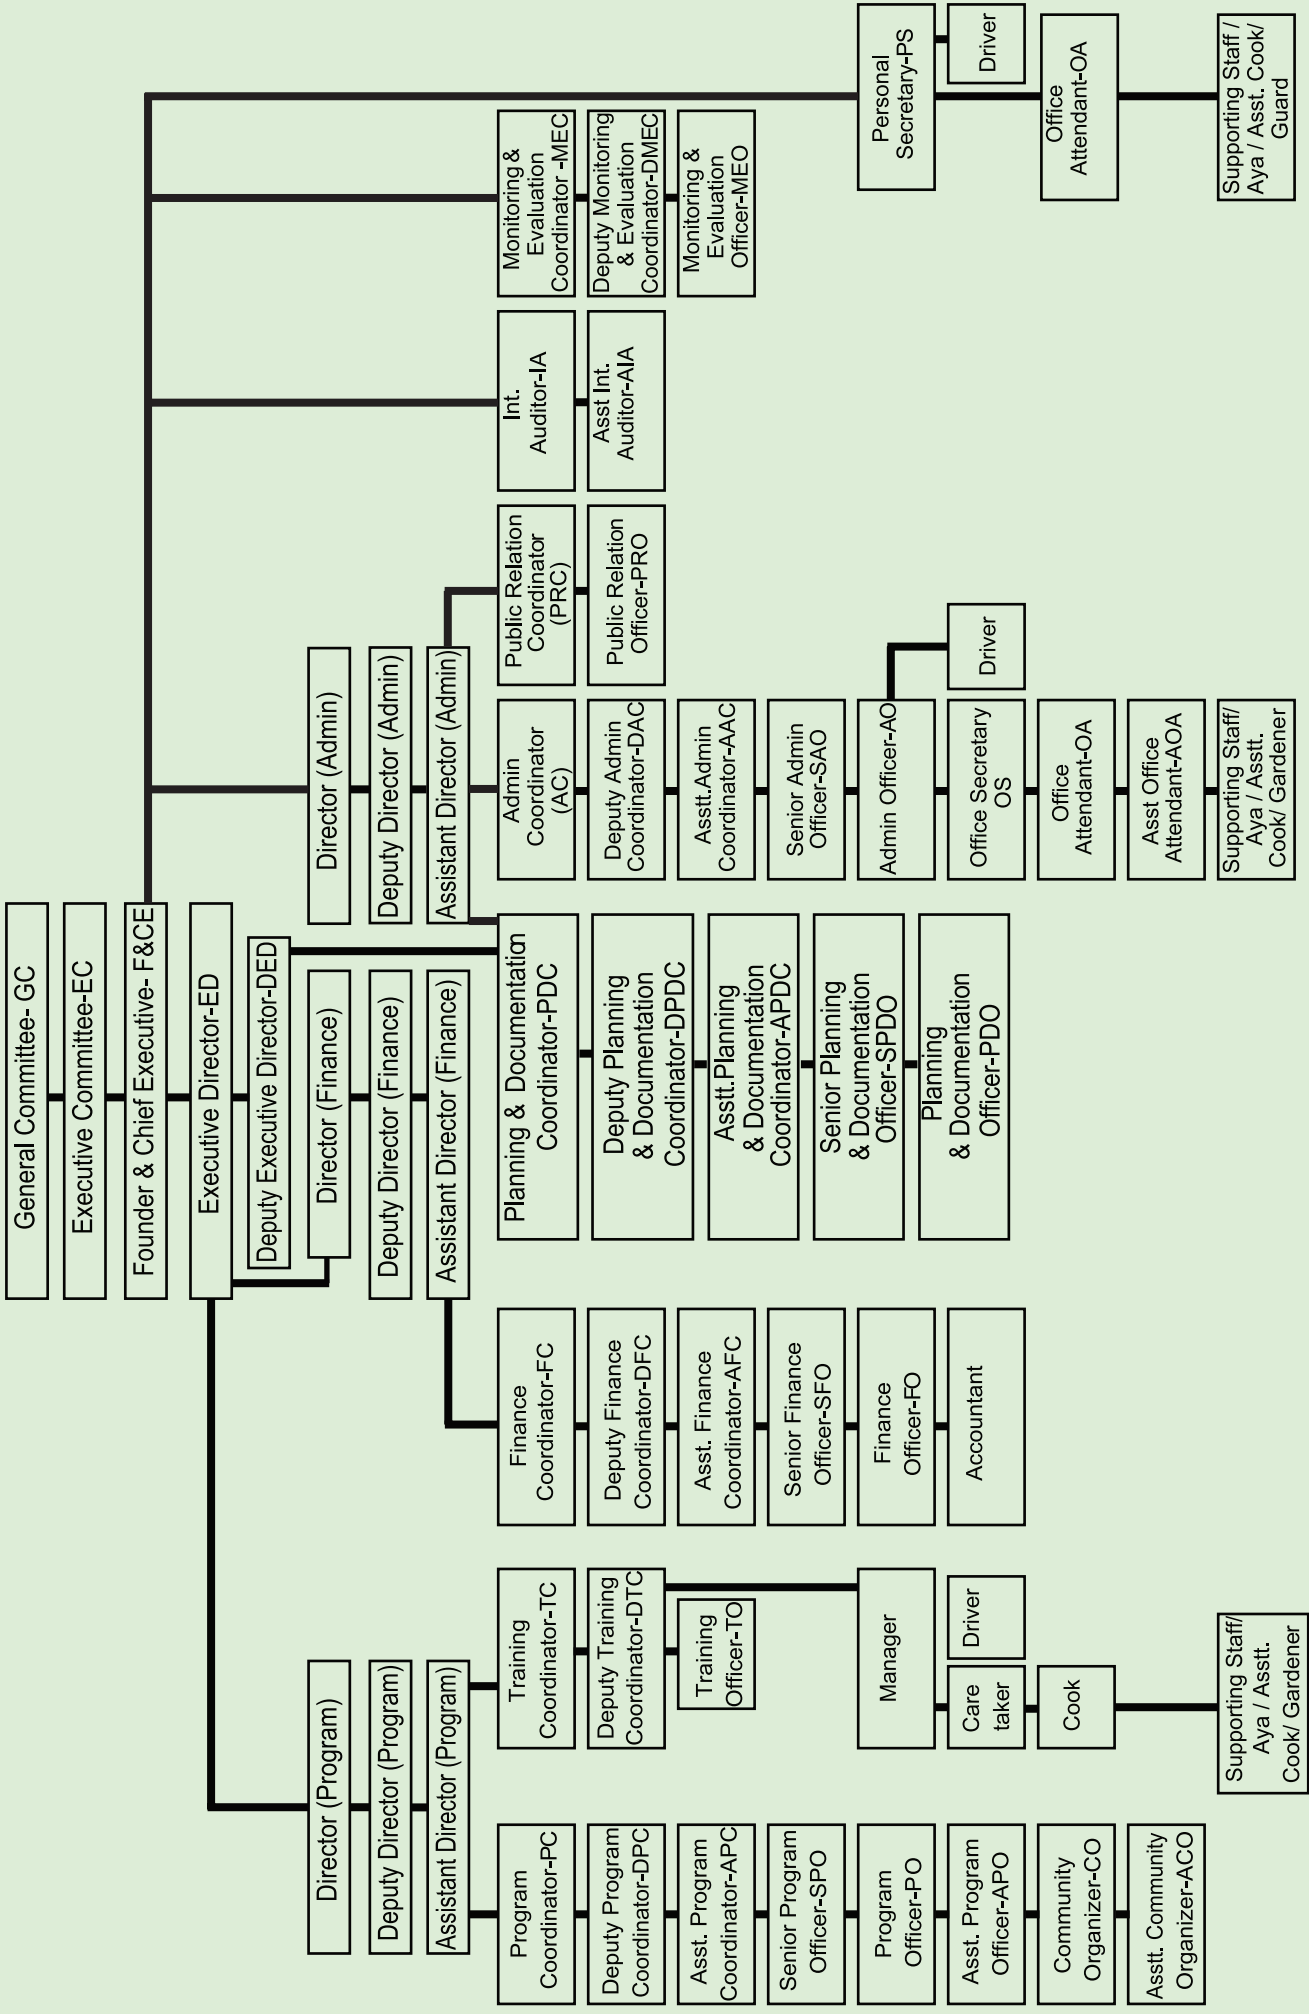 General Committee- GC
Executive Committee-EC
Founder & Chief Executive- F&CE
Executive Director-ED
Deputy Executive Director-DED
Director (Program)
Deputy Director (Program)
Assistant Director (Program)
Director (Finance)
Deputy Director (Finance)
Assistant Director (Finance)
Director (Admin)
Deputy Director (Admin)
Assistant Director (Admin)
Program
Coordinator-PC
Deputy Program
Coordinator-DPC
Asst. Program
Coordinator-APC
Senior Program
Officer-SPO
Program
Officer-PO
Asst. Program
Officer-APO
Community
Organizer-CO
Asstt. Community
Organizer-ACO
Training
Coordinator-TC
Deputy Training
Coordinator-DTC
Training
Officer-TO
Manager
Care
taker
Driver
Cook
Supporting Staff/
Aya / Asstt.
Cook/ Gardener
Finance
Coordinator-FC
Deputy Finance
Coordinator-DFC
Asst. Finance
Coordinator-AFC
Senior Finance
Officer-SFO
Finance
Officer-FO
Accountant
Planning & Documentation
Coordinator-PDC
Deputy Planning
& Documentation
Coordinator-DPDC
Asstt.Planning
& Documentation
Coordinator-APDC
Senior Planning
& Documentation
Officer-SPDO
Planning
& Documentation
Officer-PDO
Admin
Coordinator
(AC)
Deputy Admin
Coordinator-DAC
Asstt.Admin
Coordinator-AAC
Senior Admin
Officer-SAO
Admin Officer-AO
Office Secretary
OS
Driver
Office
Attendant-OA
Asst Office
Attendant-AOA
Supporting Staff/
Aya / Asstt.
Cook/ Gardener
Public Relation
Coordinator
(PRC)
Public Relation
Officer-PRO
Int.
Auditor-IA
Asst Int.
Auditor-AIA
Monitoring &
Evaluation
Coordinator -MEC
Deputy Monitoring
& Evaluation
Coordinator-DMEC
Monitoring &
Evaluation
Officer-MEO
Personal
Secretary-PS
Driver
Office
Attendant-OA
Supporting Staff /
Aya / Asst. Cook/
Guard